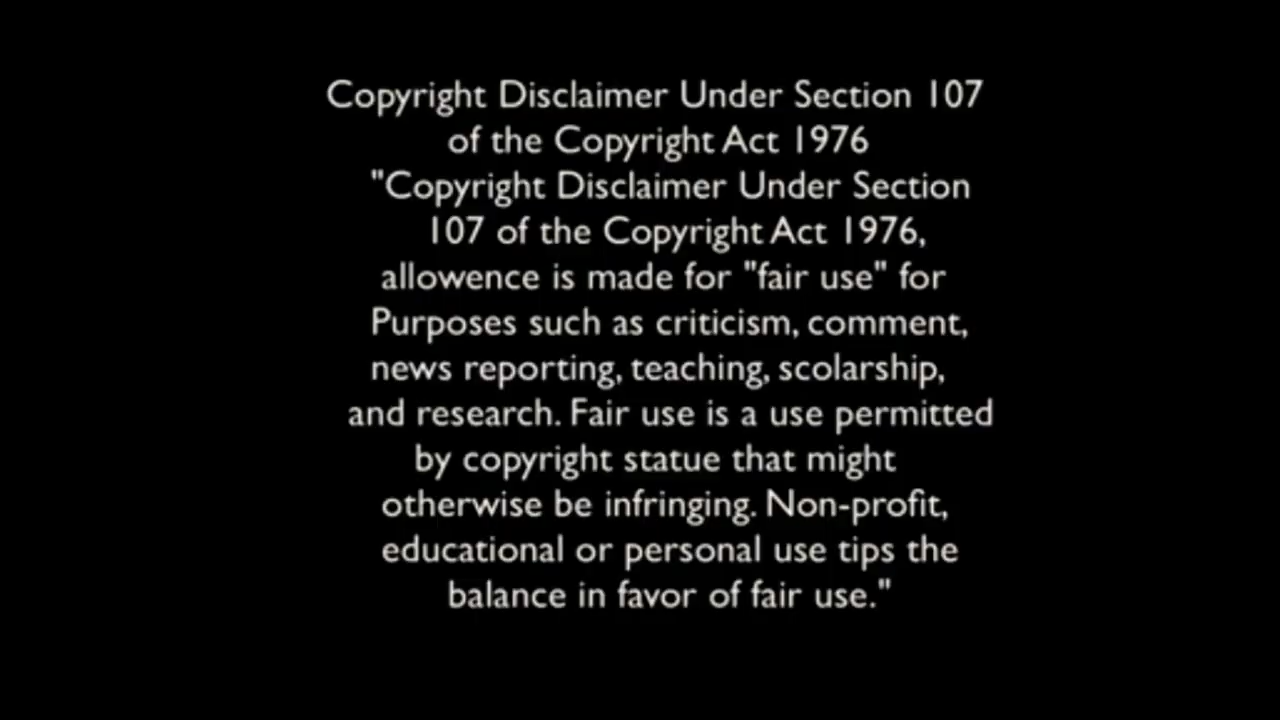 Copyright Disclaimer Under Section 107
of the Copyright Act 1976
"Copyright Disclaimer Under Section
107 of the Copyright Act 1976,
allowence is made for "fair use" for
Purposes such as criticism, comment,
news reporting, teaching, scolarship,
and research. Fair use is a use permitted
by copyright statue that might
otherwise be infringing. Non-profit,
educational or personal use tips the
balance in favor of fair use."